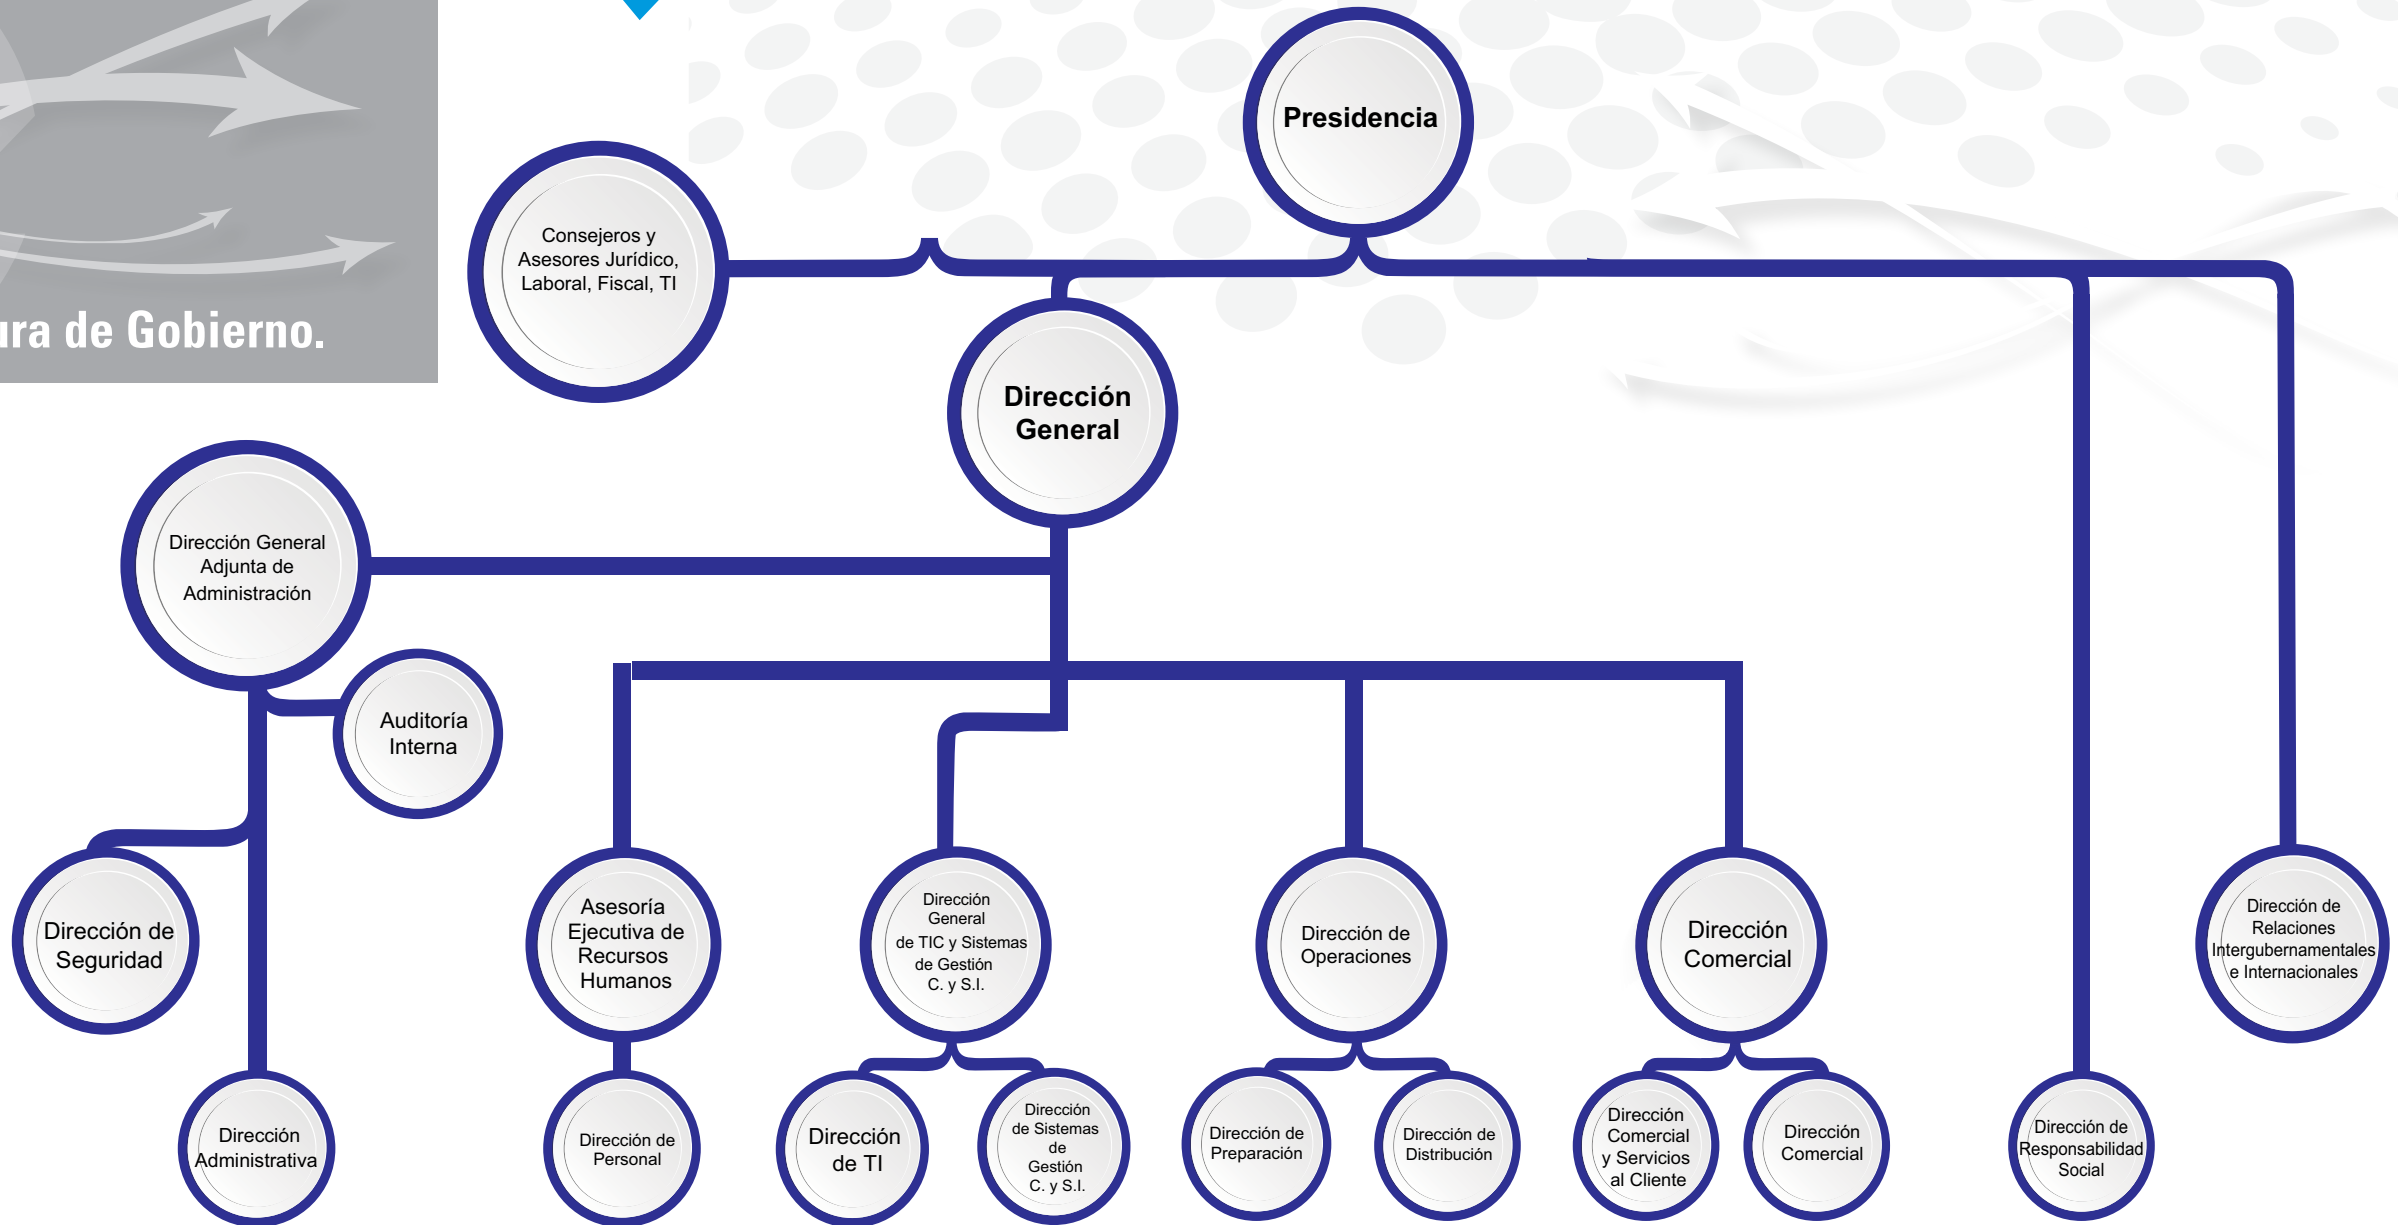 Presidencia
Consejeros y
Asesores Jurídico,
Laboral, Fiscal, TI
de Gobierno.
Dirección
General
Dirección General
Adjunta de
Administración
Auditoría
Interna
Dirección de
Seguridad
Asesoría
Ejecutiva de
Recursos
Humanos
Dirección
General
de TIC y Sistemas
de Gestión
C. y S.I.
Dirección de
Operaciones
Dirección
Comercial
Dirección de
Relaciones
Intergubernamentales
e Internacionales
Dirección
Administrativa
Dirección de
Personal
Dirección
de TI
Dirección
de Sistemas
de
Gestión
C. y S.I.
Dirección de
Preparación
Dirección de
Distribución
Dirección
Comercial
y Servicios
al Cliente
Dirección
Comercial
Dirección de
Responsabilidad
Social